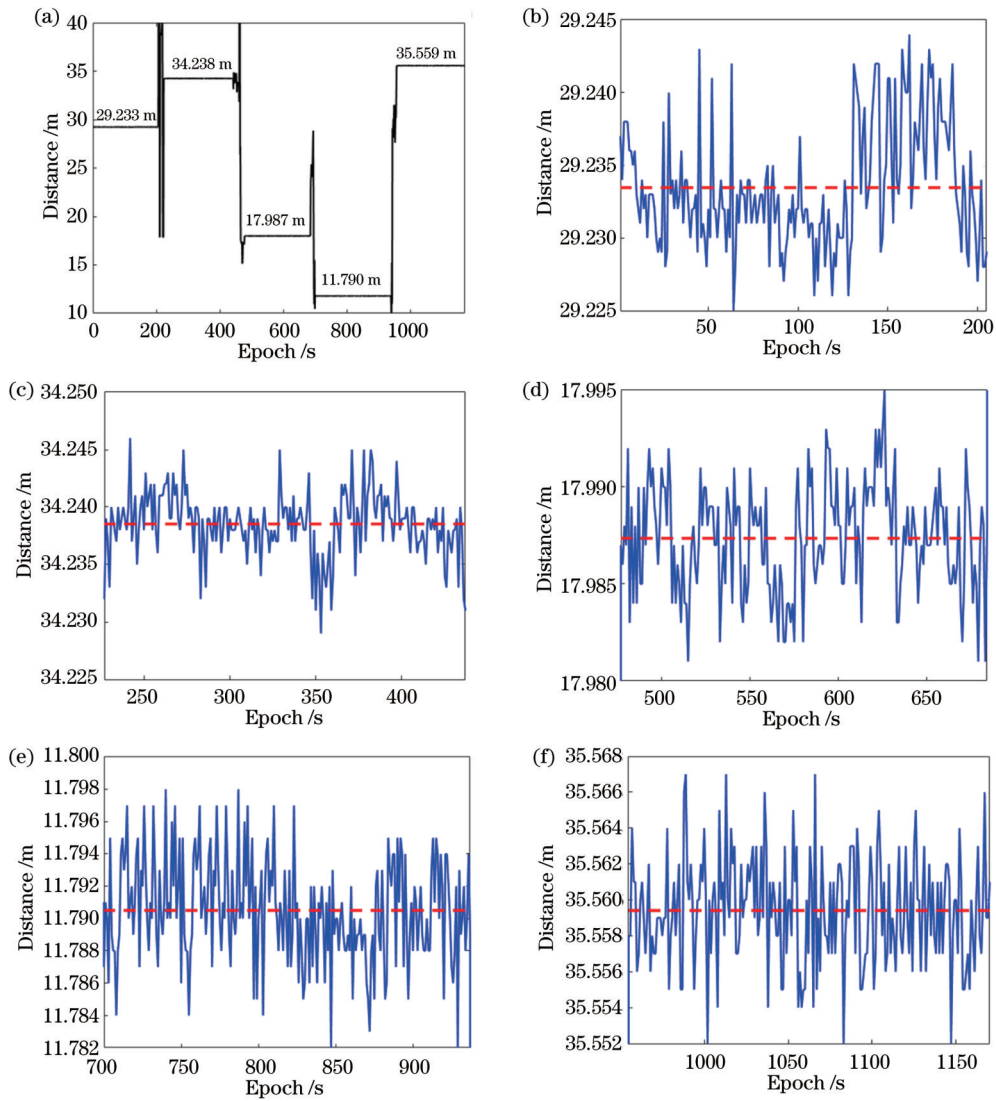 (a)
40
35
30
25
20
15
10
Distance /m
29.233 m
34.238 m
17.987 m
11.790 m
35.559 m
0 200 400 600 800 1000
Epoch /s
(b)
29.245
29.240
29.235
29.230
29.225
Distance /m
50 100 150 200
Epoch /s
(c)
34.250
34.245
34.240
34.235
34.230
34.225
Distance /m
250 300 350 400
Epoch /s
(d)
17.995
17.990
17.985
17.980
Distance /m
500 550 600 650
Epoch /s
(e)
11.800
11.798
11.796
11.794
11.792
11.790
11.788
11.786
11.784
11.782
Distance /m
700 750 800 850 900
Epoch /s
(f)
35.568
35.566
35.564
35.562
35.560
35.558
35.556
35.554
35.552
Distance /m
1000 1050 1100 1150
Epoch /s